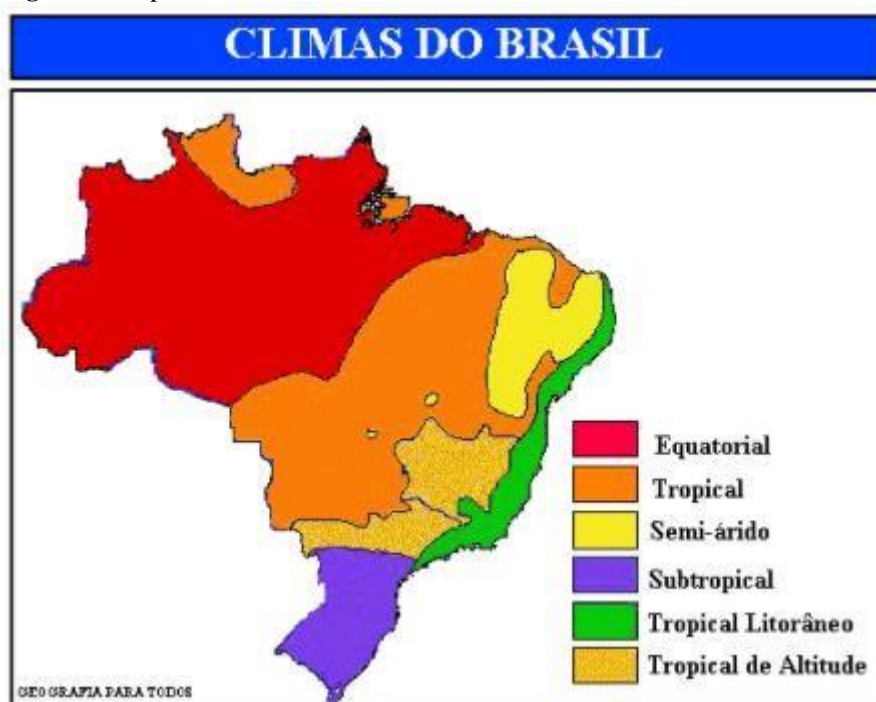 CLIMAS DO BRASIL
Equatorial
Tropical
Semi-árido
Subtropical
Tropical Litorâneo
Tropical de Altitude
GEOGRAFIA PARA TODOS